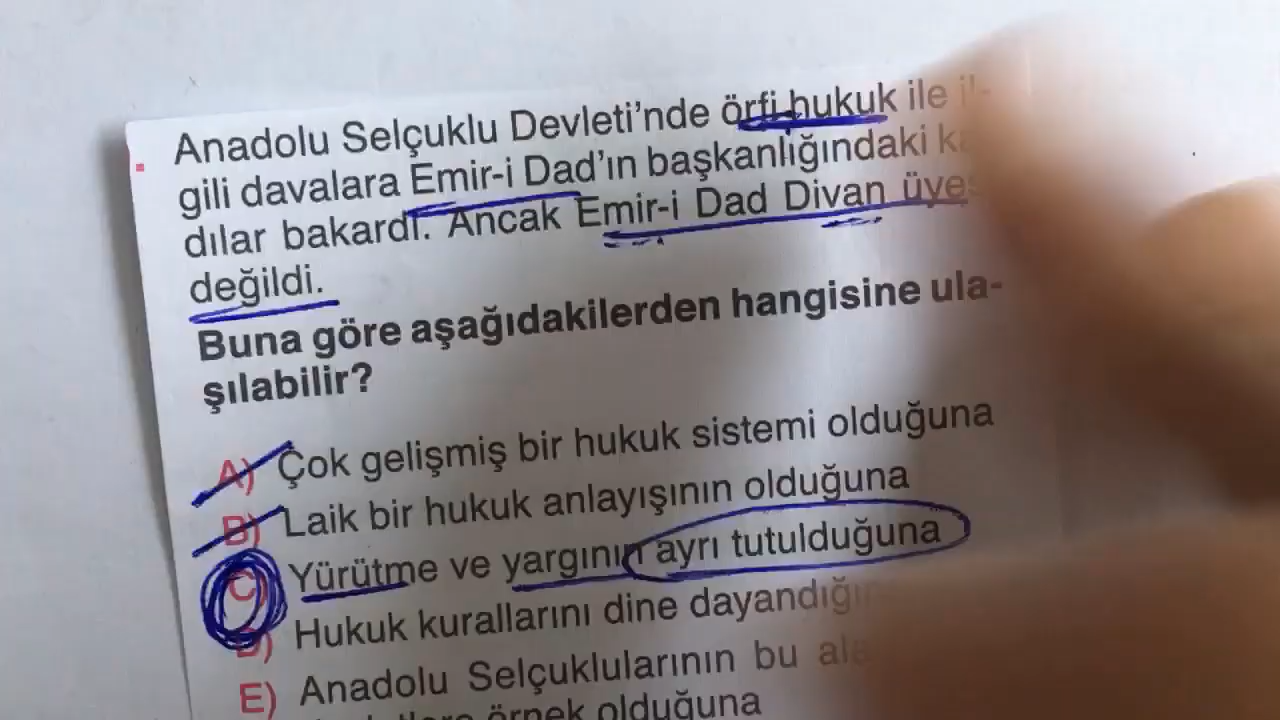 Anadolu Selçuklu Devleti'nde örfi hukuk ile il-
gili davalara Emir-i Dad'ın başkanlığındaki
dılar bakardı. Ancak Emir-i Dad Divan
değildi.
Buna göre aşağıdakilerden hangisine ula-
şılabilir?
A) Çok gelişmiş bir hukuk sistemi olduğuna
B) Laik bir hukuk anlayışının olduğuna
C) Yürütme ve yargının ayrı tutulduğuna
D) Hukuk kurallarını dine
E) Anadolu Selçuklularının bu
örnek olduğuna